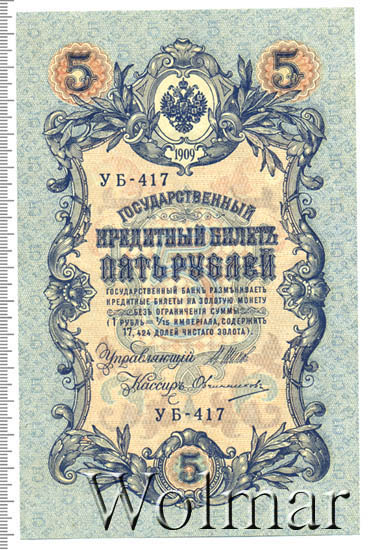 5 5
1909
УБ-417
ГОСУДАРСТВЕННЫЙ
КРЕДИТНЫЙ БИЛЕТЪ
ПЯТЬ РУБЛЕЙ
ГОСУДАРСТВЕННЫЙ БАНКЪ РАЗМѢНИВАЕТЪ
КРЕДИТНЫЕ БИЛЕТЫ НА ЗОЛОТУЮ МОНЕТУ
БЕЗЪ ОГРАНИЧЕНІЯ СУММЫ
(1 РУБЛЬ = 1/15 ИМПЕРІАЛА, СОДЕРЖИТЪ
17,424 ДОЛЕЙ ЧИСТАГО ЗОЛОТА).
Управляющій
Кассиръ Овчинниковъ
УБ-417
5
Wolmar